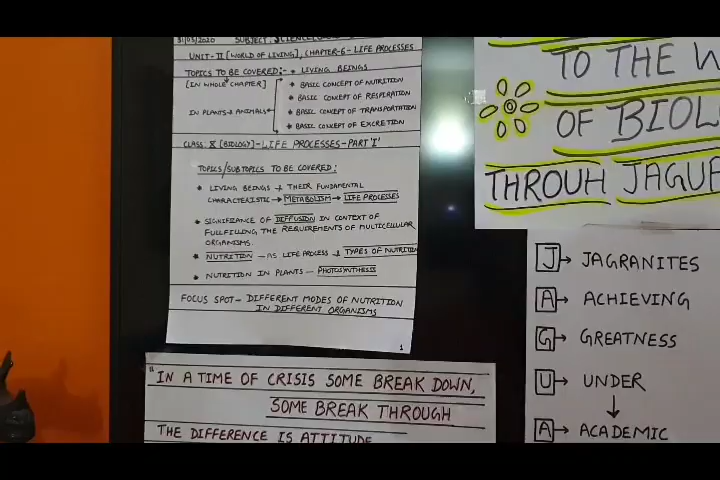 31/03/2020 SUBJECT: SCIENCE
UNIT-II [WORLD OF LIVING], CHAPTER-6- LIFE PROCESSES
TOPICS TO BE COVERED:- * LIVING BEINGS
[IN WHOLE CHAPTER]
* BASIC CONCEPT OF NUTRITION
* BASIC CONCEPT OF RESPIRATION
IN PLANTS → ANIMALS
* BASIC CONCEPT OF TRANSPORTATION
* BASIC CONCEPT OF EXCRETION
CLASS X (BIOLOGY)-LIFE PROCESSES-PART'I'
TOPICS/SUBTOPICS TO BE COVERED:
* LIVING BEINGS → THEIR FUNDAMENTAL
CHARACTERISTIC → METABOLISM → LIFE PROCESSES
* SIGNIFICANCE OF DIFFUSION IN CONTEXT OF
FULLFILLING THE REQUIREMENTS OF MULTICELLULAR
ORGANISMS.
* NUTRITION - AS LIFE PROCESS & TYPES OF NUTRITION
* NUTRITION IN PLANTS - PHOTOSYNTHESIS
FOCUS SPOT- DIFFERENT MODES OF NUTRITION
IN DIFFERENT ORGANISMS
1
"IN A TIME OF CRISIS SOME BREAK DOWN,
SOME BREAK THROUGH
THE DIFFERENCE IS ATTITUDE
TO THE W
OF BIOL
THROUH JAGUA
J → JAGRANITES
A → ACHIEVING
G → GREATNESS
U → UNDER
↓
A → ACADEMIC